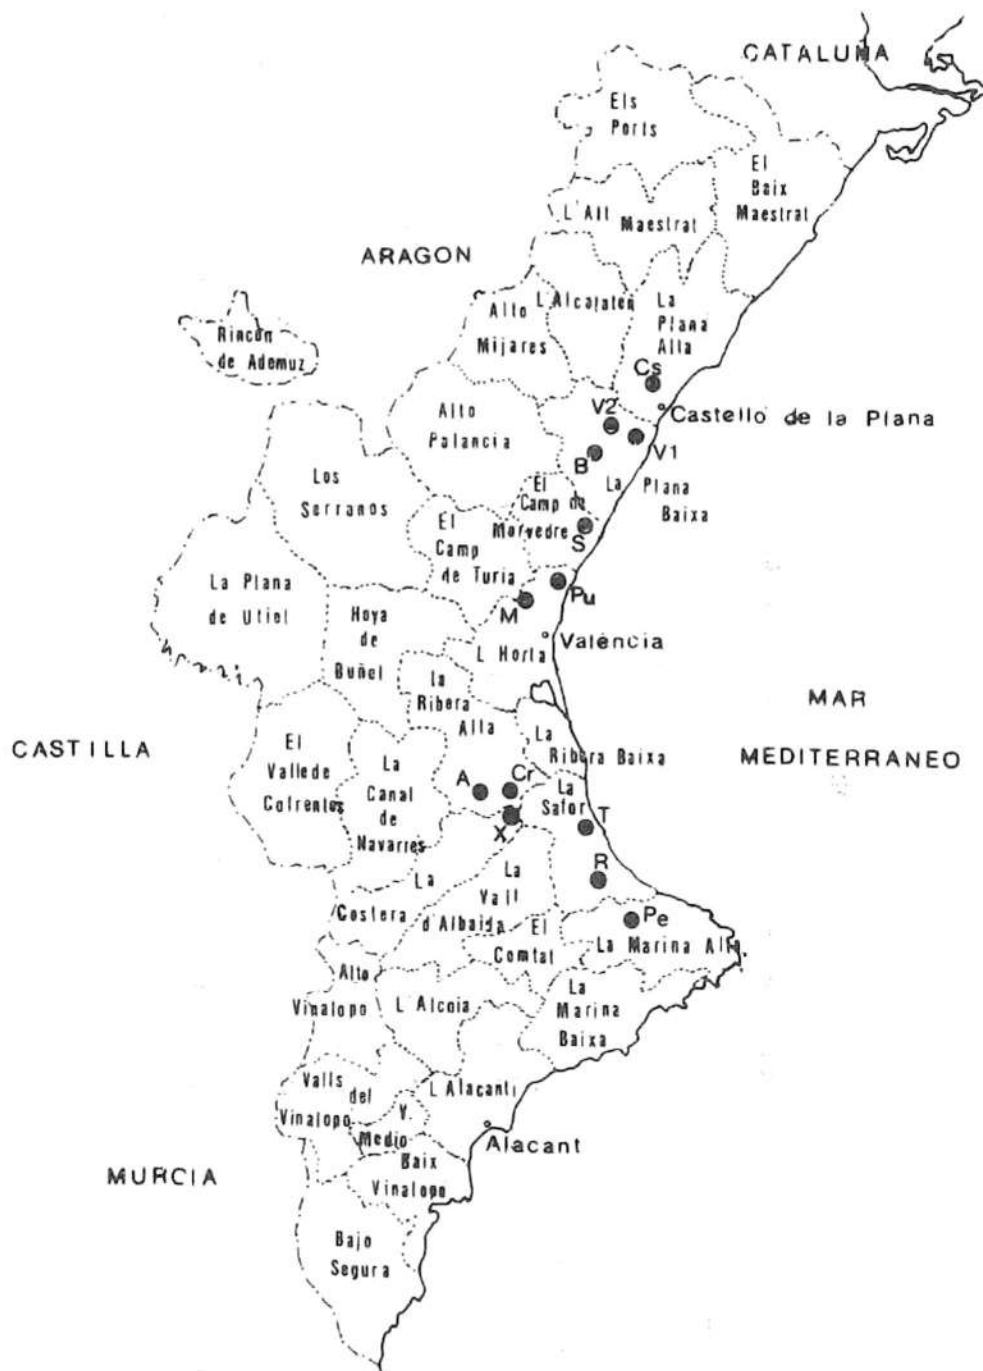 CATALUNA
Els
Ports
El
Baix
Maestrat
L'Alt
Maestrat
ARAGON
L'Alcalaten
La
Plana
Alta
Alto
Mijares
Rincon
de Ademuz
Cs
Castello de la Plana
V2
V1
Alto
Palancia
B
La Plana
Baixa
Los
Serranos
El
Camp de
Morvedre
S
El
Camp
de Turia
La Plana
de Utiel
Pu
M
Hoya
de
Buñol
València
L Horta
La
Ribera
Alta
MAR
MEDITERRANEO
CASTILLA
La
Ribera Baixa
El
Vallede
Cofrentes
La
Canal
de
Navarres
A
Cr
X
La
Safor
T
R
La
Costera
La
Vall
d'Albaida
Pe
El
Comtat
La Marina Alta
Alto
Vinalopo
L'Alcoia
La
Marina
Baixa
Valls
del
Vinalopo
L'Alacanti
V.
Medio
Alacant
MURCIA
Baix
Vinalopo
Bajo
Segura